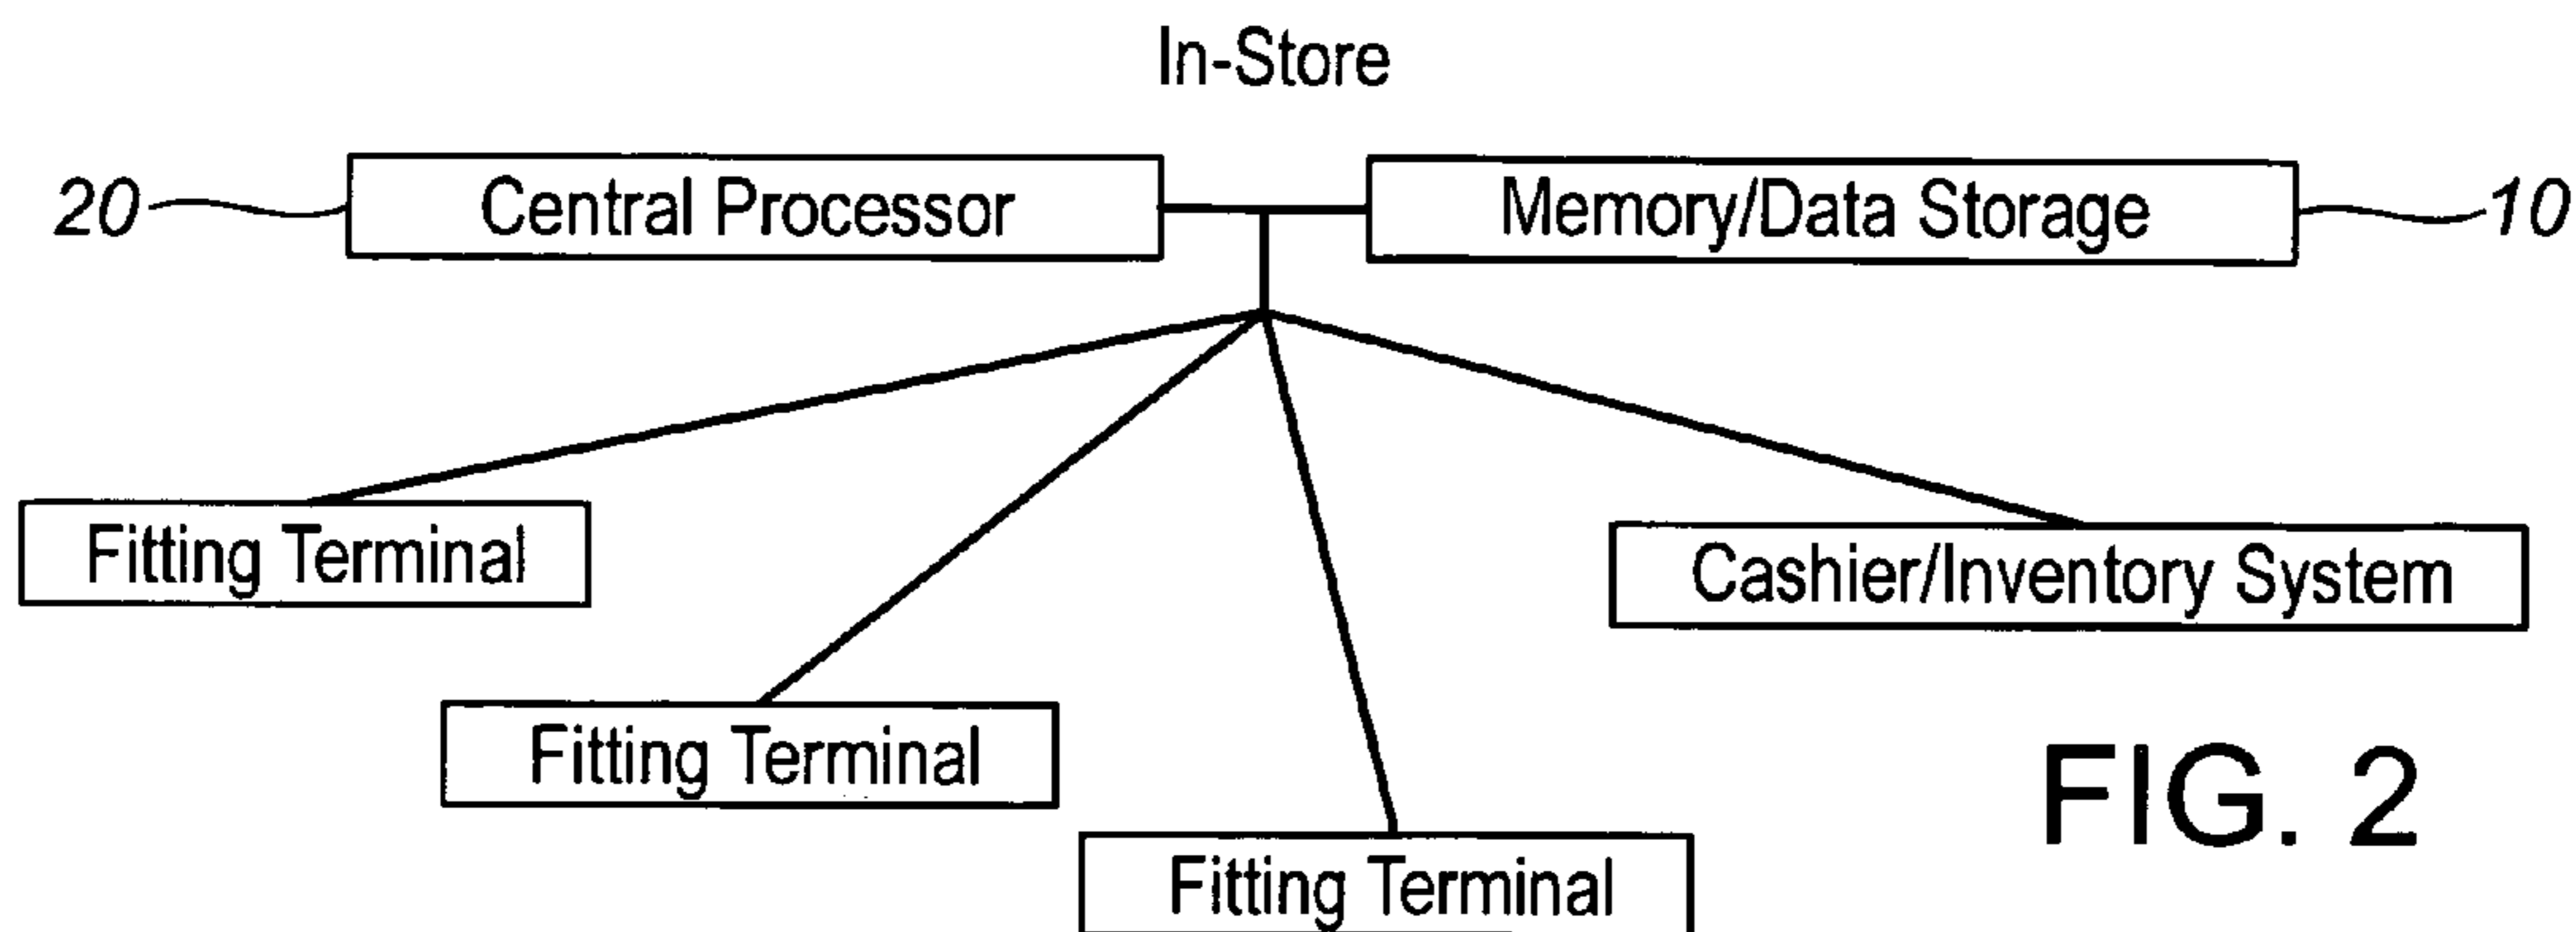 In-Store
20 Central Processor Memory/Data Storage 10
Fitting Terminal
Cashier/Inventory System
Fitting Terminal
FIG. 2
Fitting Terminal